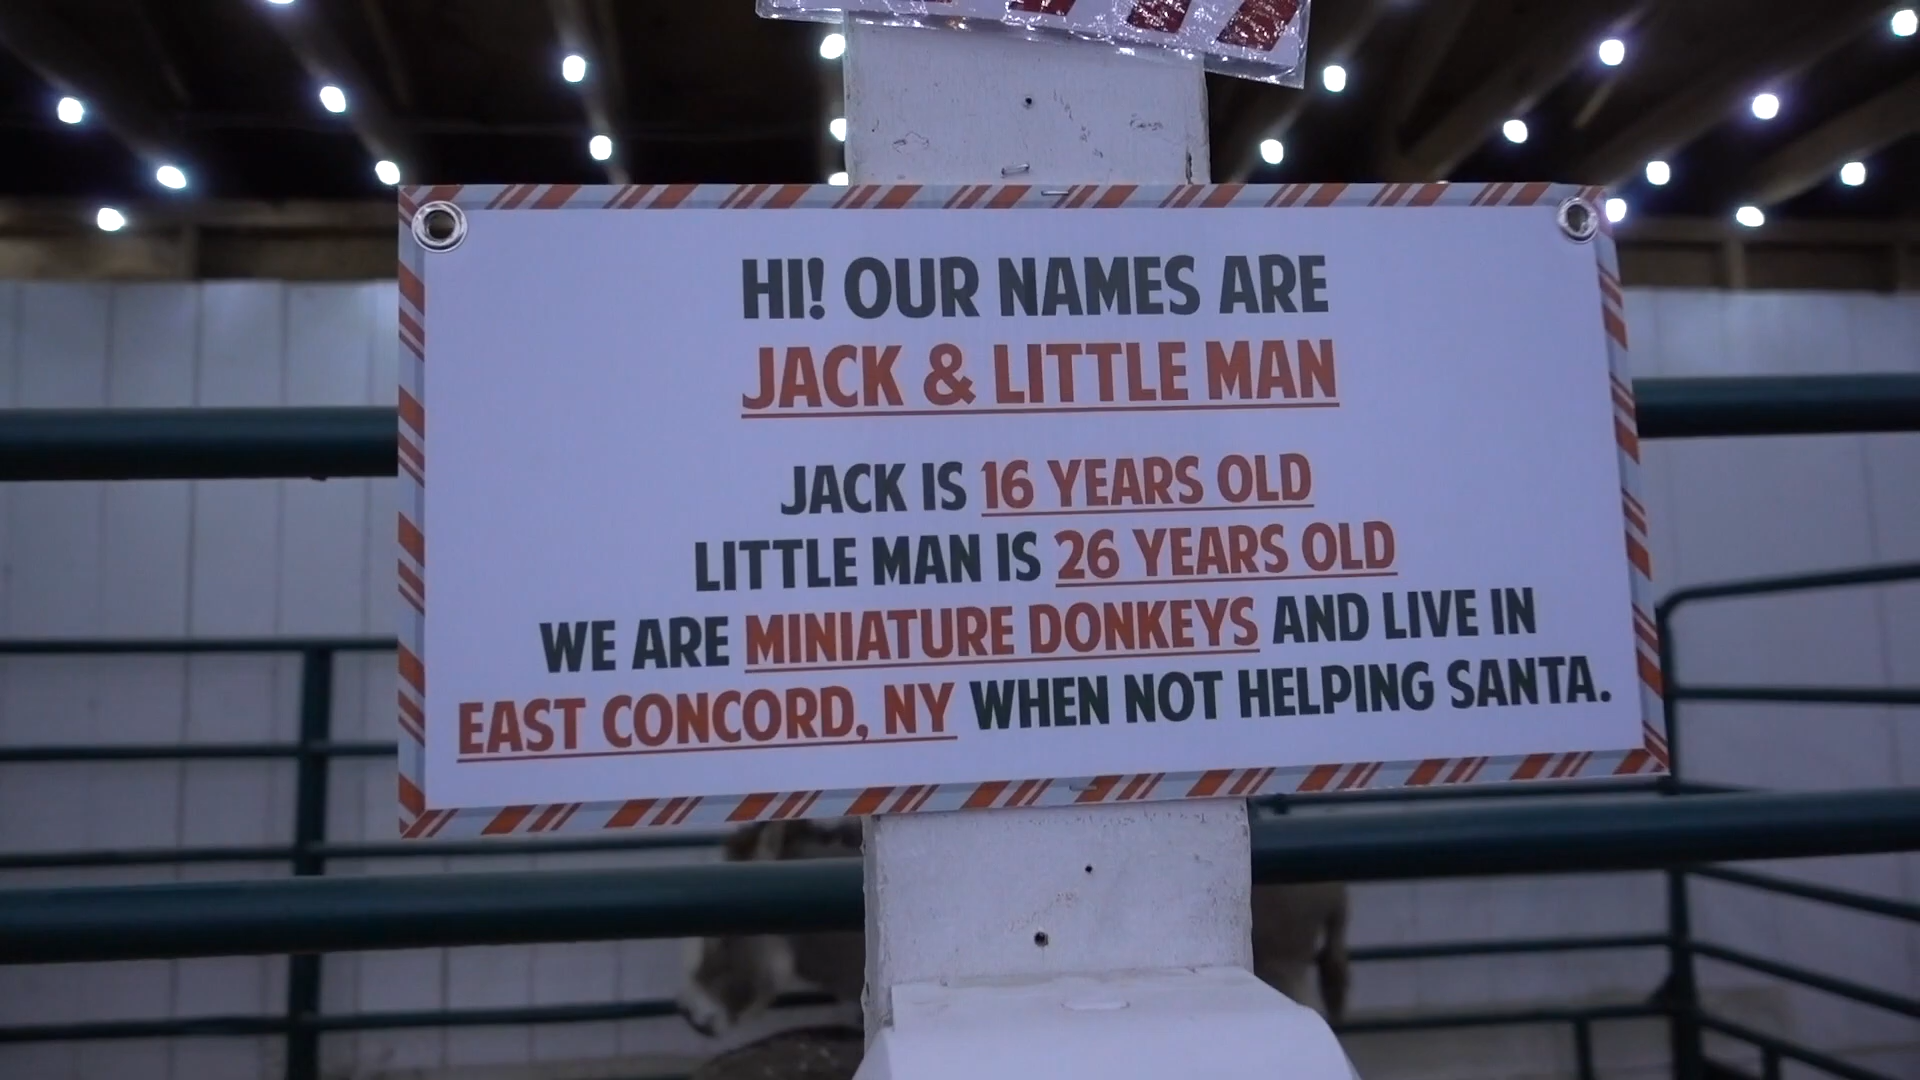 HI! OUR NAMES ARE
JACK & LITTLE MAN
JACK IS 16 YEARS OLD
LITTLE MAN IS 26 YEARS OLD
WE ARE MINIATURE DONKEYS AND LIVE IN
EAST CONCORD, NY WHEN NOT HELPING SANTA.